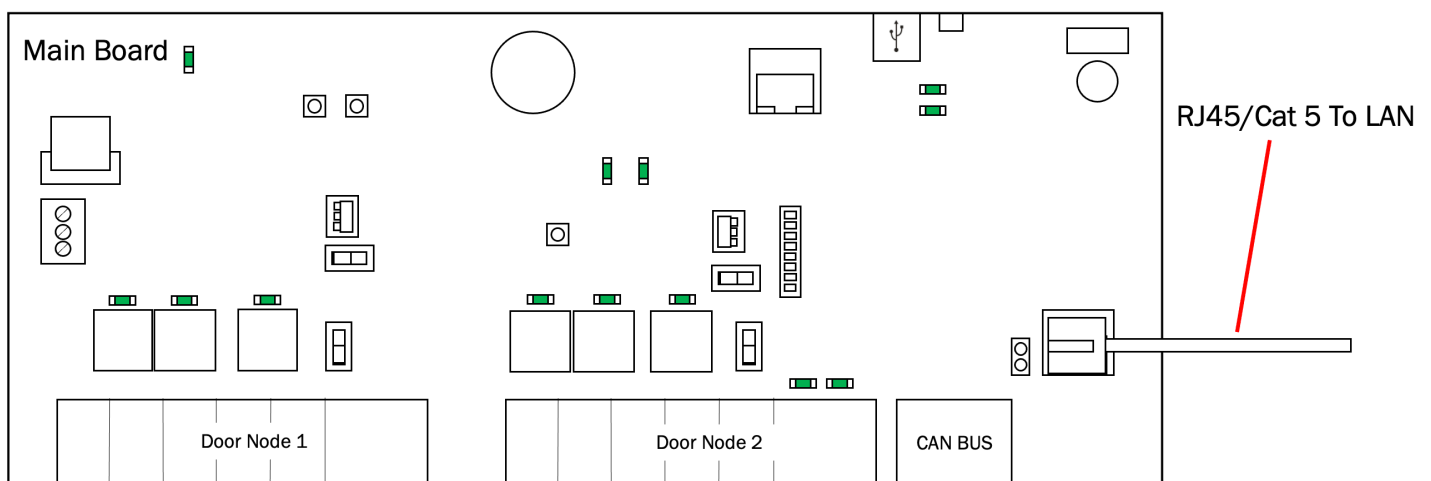 Main Board
RJ45/Cat 5 To LAN
Door Node 1
Door Node 2
CAN BUS